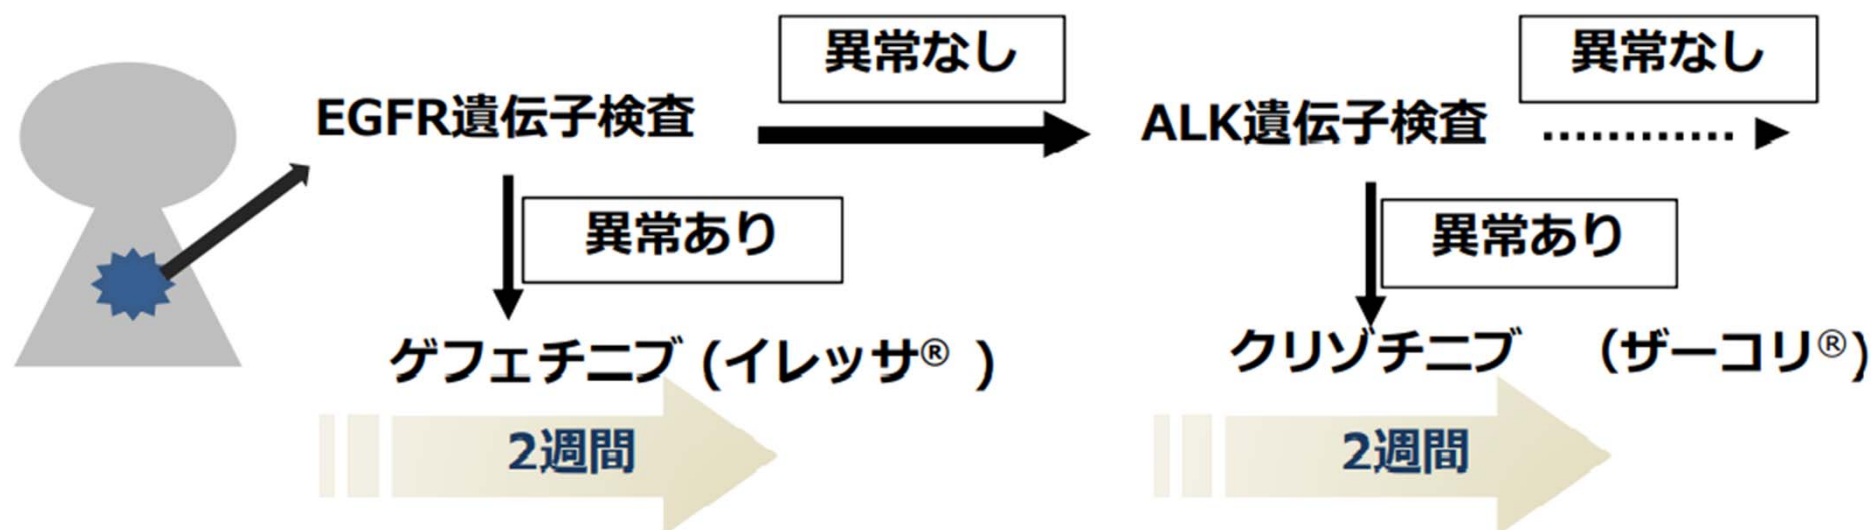 異常なし
異常なし
EGFR遺伝子検査
ALK遺伝子検査
異常あり
異常あり
ゲフェチニブ (イレッサ® )
クリゾチニブ　（ザーコリ®)
2週間
2週間